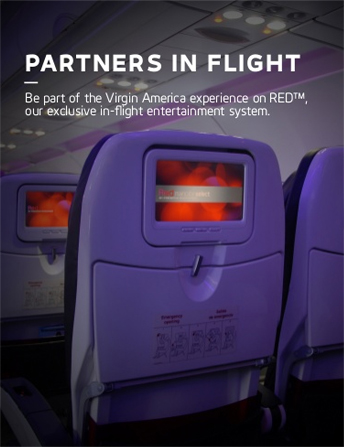 PARTNERS IN FLIGHT
Be part of the Virgin America experience on RED™,
our exclusive in-flight entertainment system.